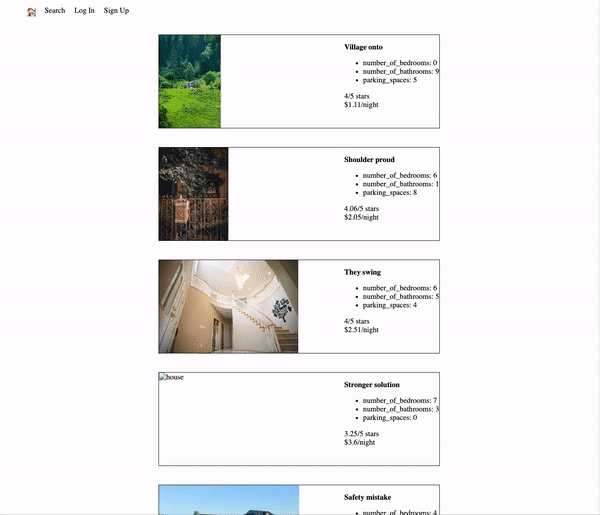 Search Log In Sign Up
Village onto
number_of_bedrooms: 0
number_of_bathrooms: 9
parking_spaces: 5
4/5 stars
$1.11/night
Shoulder proud
number_of_bedrooms: 6
number_of_bathrooms: 1
parking_spaces: 8
4.06/5 stars
$2.05/night
They swing
number_of_bedrooms: 6
number_of_bathrooms: 5
parking_spaces: 4
4/5 stars
$2.51/night
house
Stronger solution
number_of_bedrooms: 7
number_of_bathrooms: 3
parking_spaces: 0
3.25/5 stars
$3.6/night
Safety mistake
number_of_bedrooms: 4